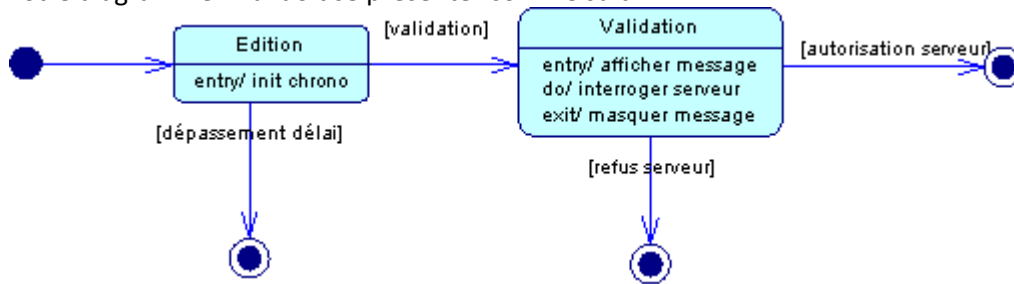 Edition
entry/ init chrono
[validation]
Validation
entry/ afficher message
do/ interroger serveur
exit/ masquer message
[autorisation serveur]
[dépassement délai]
[refus serveur]